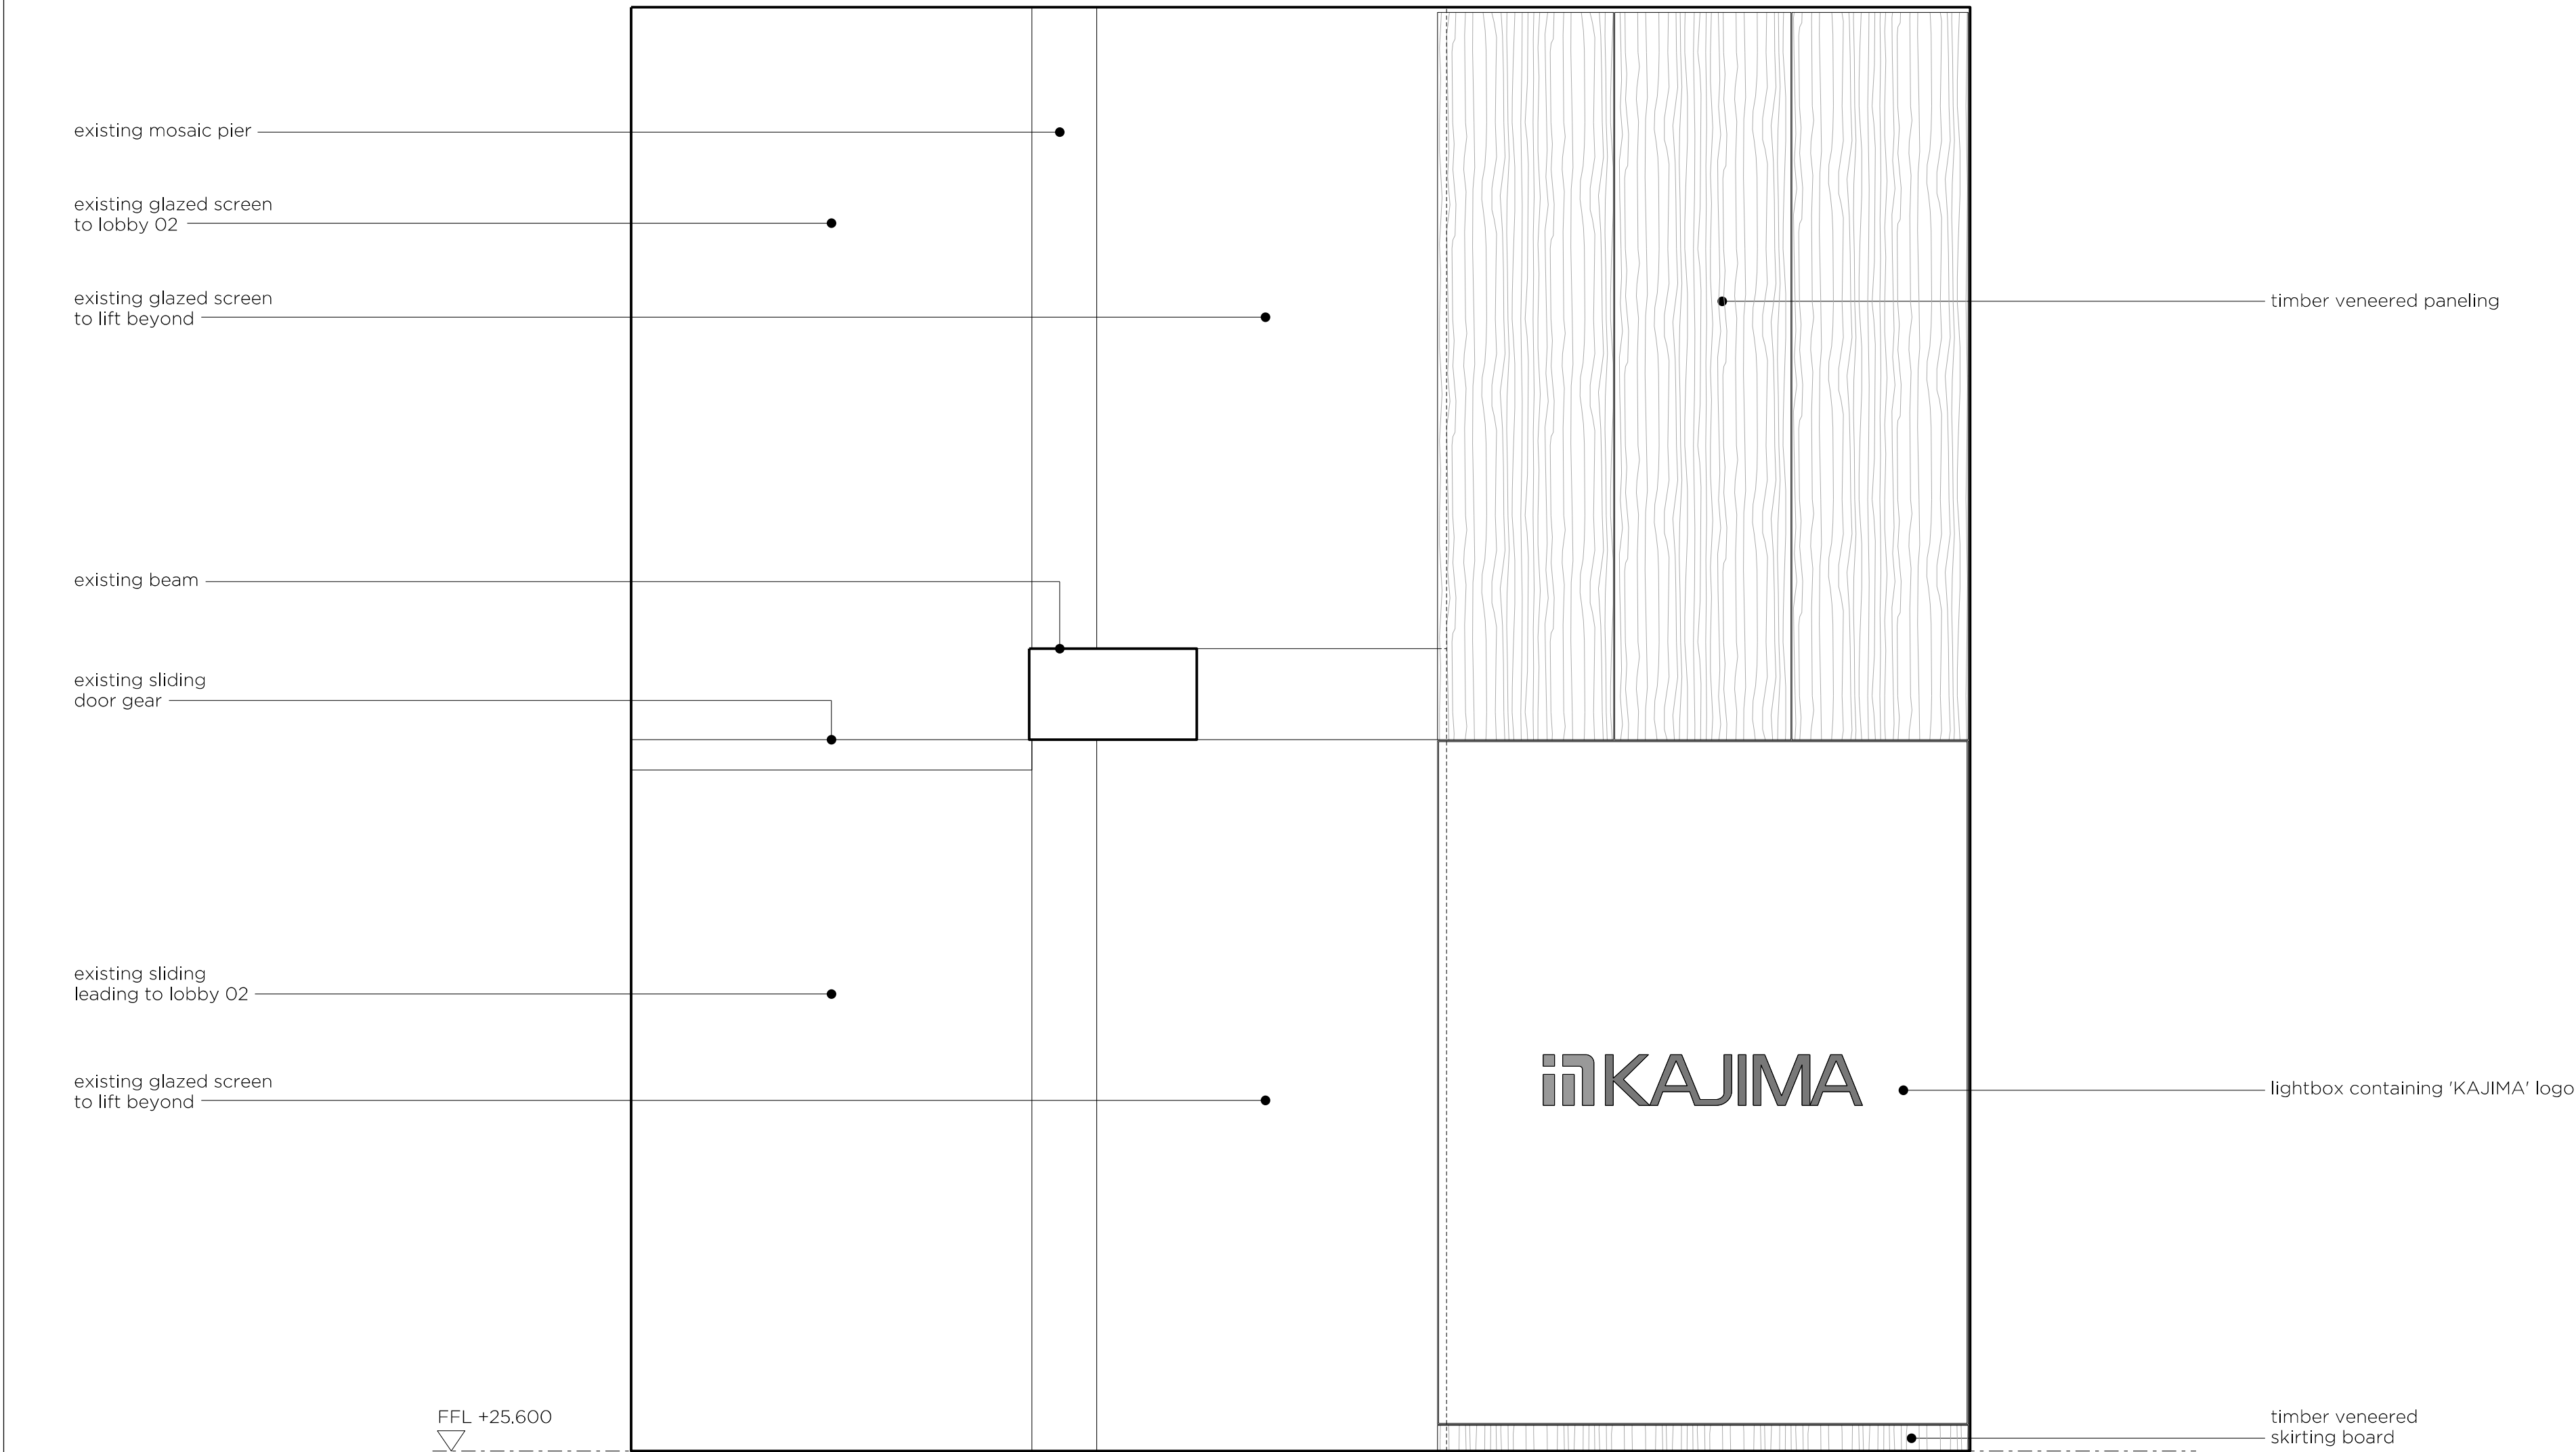 existing mosaic pier
existing glazed screen
to lobby 02
existing glazed screen
to lift beyond
timber veneered paneling
existing beam
existing sliding
door gear
existing sliding
leading to lobby 02
existing glazed screen
to lift beyond
KAJIMA
lightbox containing 'KAJIMA' logo
FFL +25.600
timber veneered
skirting board